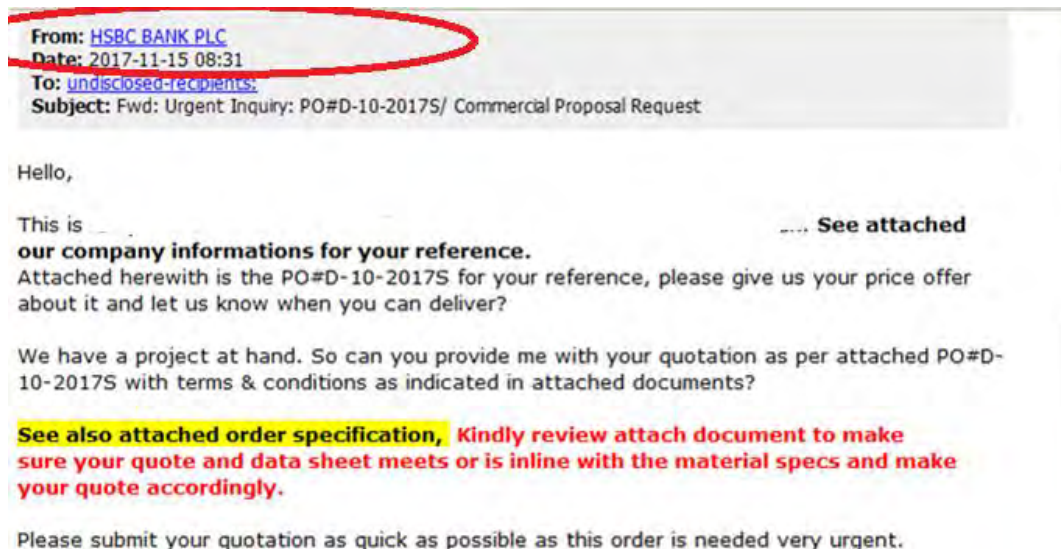 From: HSBC BANK PLC
Date: 2017-11-15 08:31
To: undisclosed-recipients:
Subject: Fwd: Urgent Inquiry: PO#D-10-2017S/ Commercial Proposal Request
Hello,
This is .... See attached
our company informations for your reference.
Attached herewith is the PO#D-10-2017S for your reference, please give us your price offer
about it and let us know when you can deliver?
We have a project at hand. So can you provide me with your quotation as per attached PO#D-
10-2017S with terms & conditions as indicated in attached documents?
See also attached order specification, Kindly review attach document to make
sure your quote and data sheet meets or is inline with the material specs and make
your quote accordingly.
Please submit your quotation as quick as possible as this order is needed very urgent.